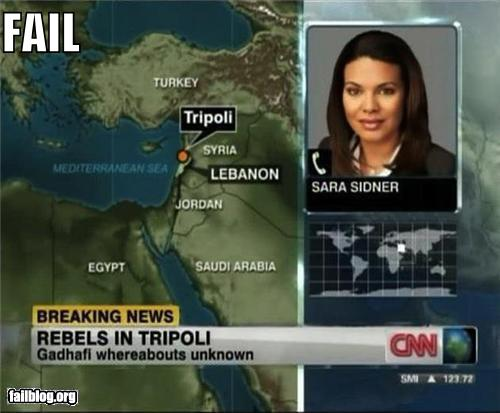 FAIL
TURKEY
Tripoli
SYRIA
MEDITERRANEAN SEA
LEBANON
SARA SIDNER
JORDAN
EGYPT
SAUDI ARABIA
BREAKING NEWS
REBELS IN TRIPOLI
Gadhafi whereabouts unknown
CNN
SMI ▲ 123.72
failblog.org